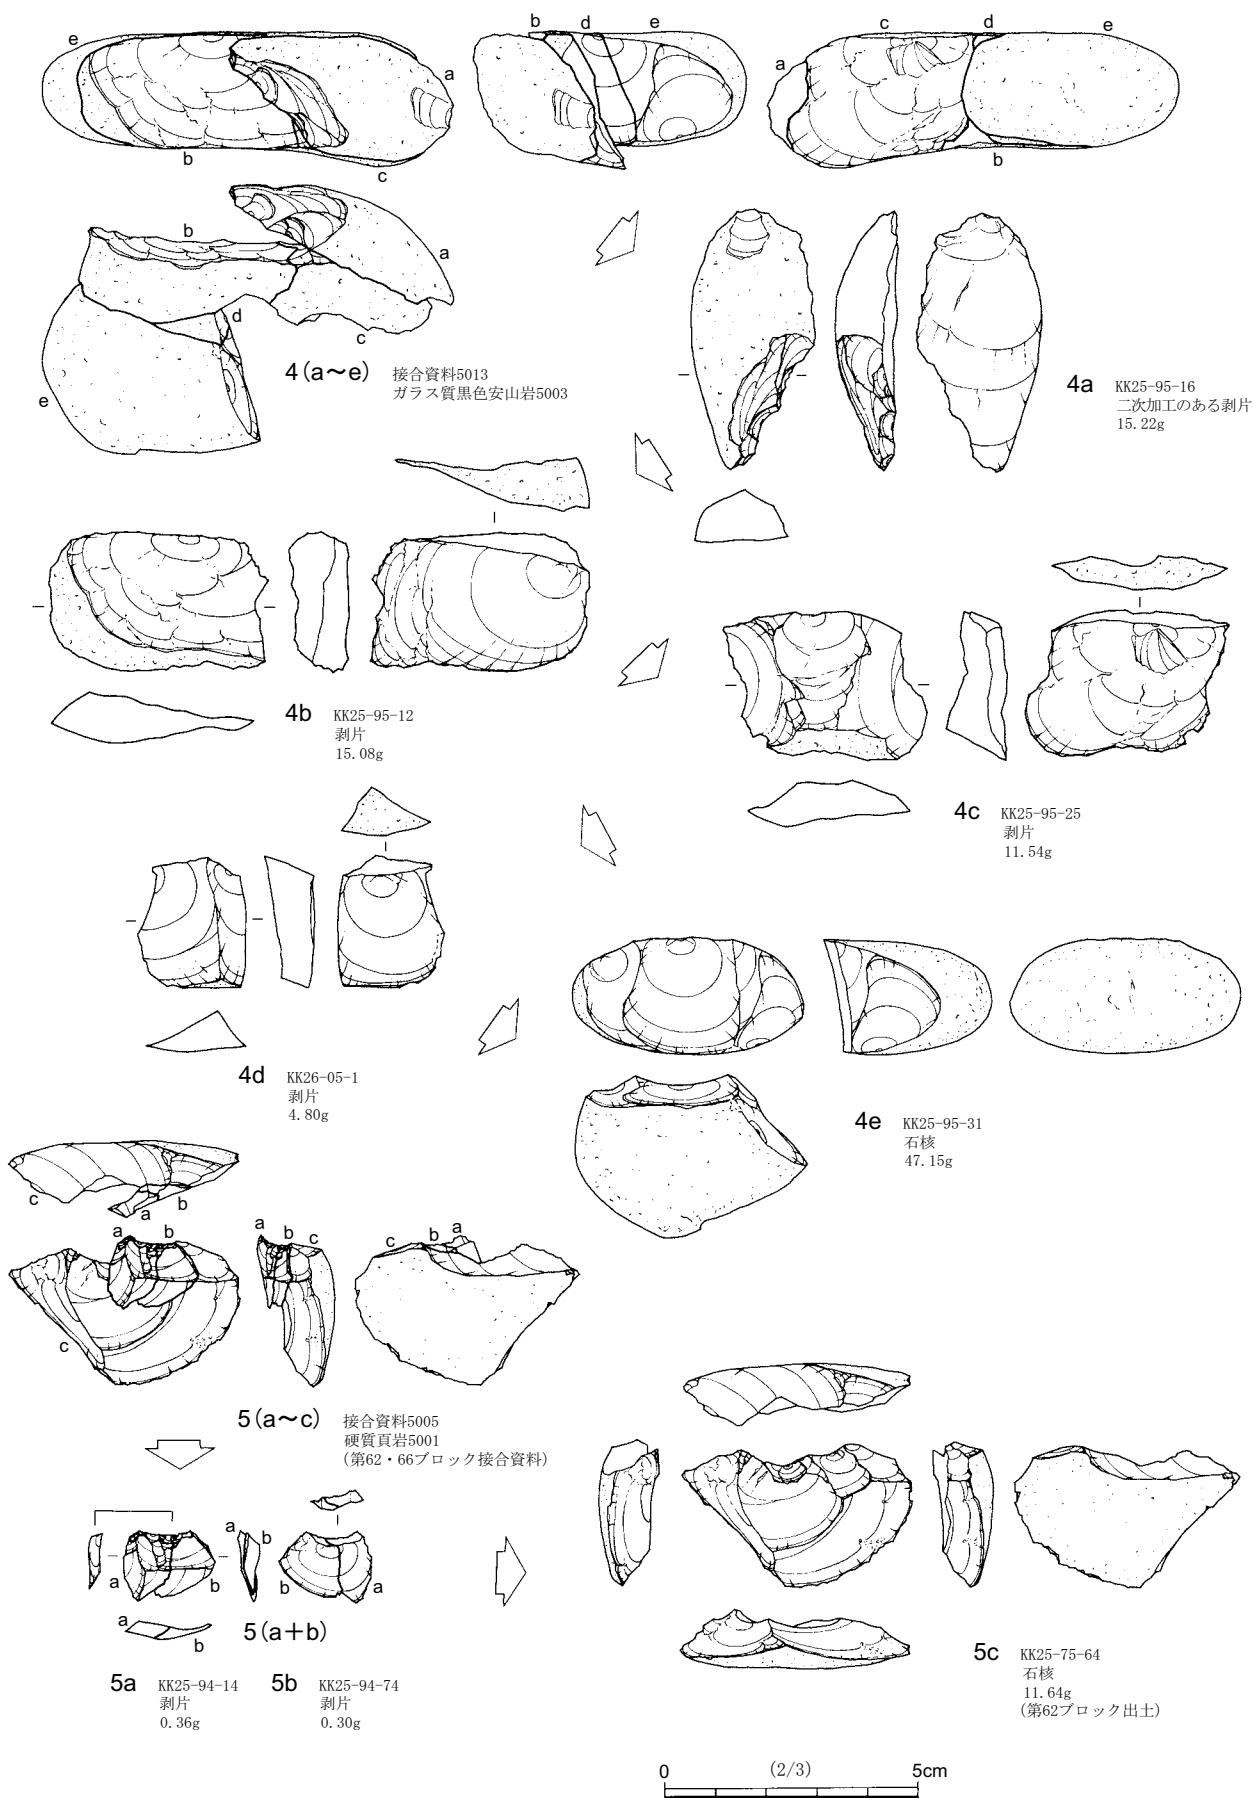 e
a
b
c
b
d
e
c
d
e
a
b
b
a
d
c
e
4(a～e)
接合資料5013
ガラス質黒色安山岩5003
4a
KK25-95-16
二次加工のある剥片
15.22g
4b
KK25-95-12
剥片
15.08g
4c
KK25-95-25
剥片
11.54g
4d
KK26-05-1
剥片
4.80g
4e
KK25-95-31
石核
47.15g
c
a
b
a
b
c
a
b
c
c
b
a
5(a～c)
接合資料5005
硬質頁岩5001
(第62・66ブロック接合資料)
a
b
a
b
b
a
a
b
5(a＋b)
5a
KK25-94-14
剥片
0.36g
5b
KK25-94-74
剥片
0.30g
5c
KK25-75-64
石核
11.64g
(第62ブロック出土)
0
(2/3)
5cm